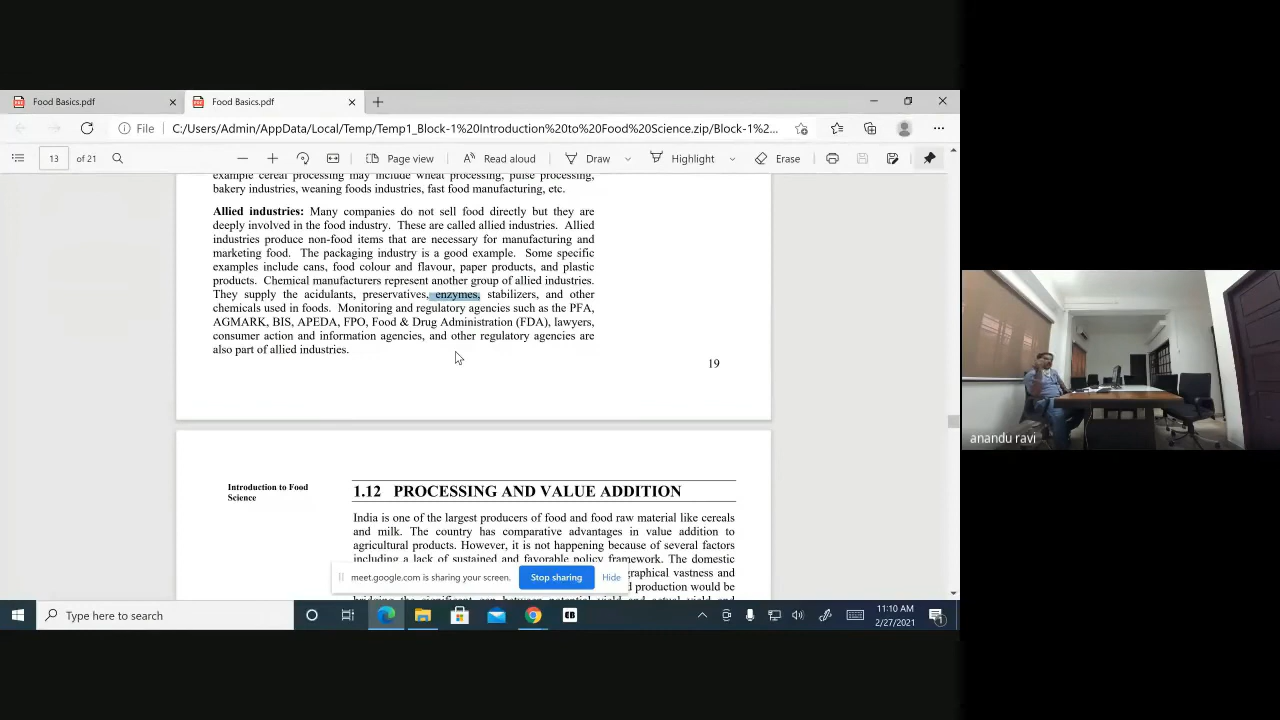 Food Basics.pdf
Food Basics.pdf
File
C:/Users/Admin/AppData/Local/Temp/Temp1_Block-1%20Introduction%20to%20Food%20Science.zip/Block-1%2...
13 of 21
Page view
Read aloud
Draw
Highlight
Erase
example cereal processing may include wheat processing, pulse processing,
bakery industries, weaning foods industries, fast food manufacturing, etc.
Allied industries: Many companies do not sell food directly but they are
deeply involved in the food industry. These are called allied industries. Allied
industries produce non-food items that are necessary for manufacturing and
marketing food. The packaging industry is a good example. Some specific
examples include cans, food colour and flavour, paper products, and plastic
products. Chemical manufacturers represent another group of allied industries.
They supply the acidulants, preservatives, enzymes, stabilizers, and other
chemicals used in foods. Monitoring and regulatory agencies such as the PFA,
AGMARK, BIS, APEDA, FPO, Food & Drug Administration (FDA), lawyers,
consumer action and information agencies, and other regulatory agencies are
also part of allied industries.
19
Introduction to Food
Science
1.12 PROCESSING AND VALUE ADDITION
India is one of the largest producers of food and food raw material like cereals
and milk. The country has comparative advantages in value addition to
agricultural products. However, it is not happening because of several factors
including a lack of sustained and favorable policy framework. The domestic
graphical vastness and
d production would be
bridging the significant gap between potential yield and actual yield and
meet.google.com is sharing your screen.
Stop sharing
Hide
Type here to search
11:10 AM
2/27/2021
anandu ravi